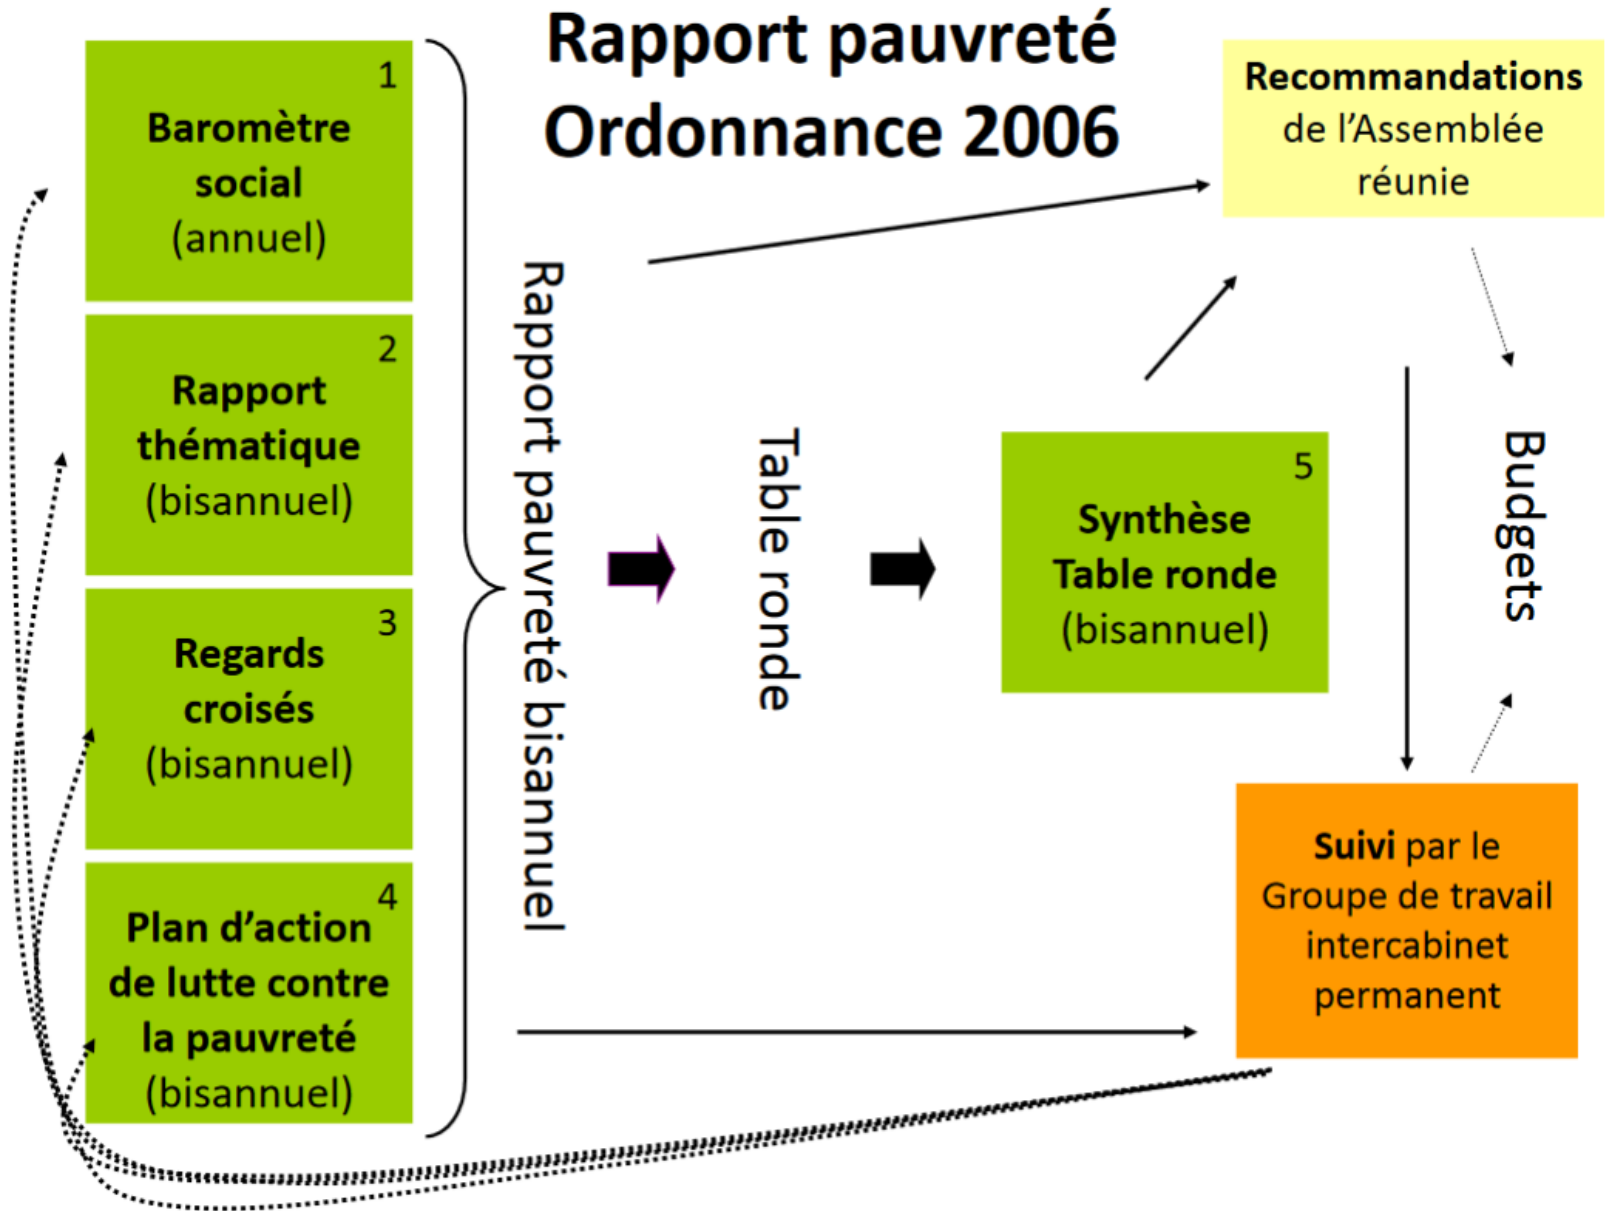 Rapport pauvreté
Ordonnance 2006
1
Baromètre
social
(annuel)
2
Rapport
thématique
(bisannuel)
3
Regards
croisés
(bisannuel)
4
Plan d’action
de lutte contre
la pauvreté
(bisannuel)
Rapport pauvreté bisannuel
Table ronde
5
Synthèse
Table ronde
(bisannuel)
Recommandations
de l’Assemblée
réunie
Budgets
Suivi par le
Groupe de travail
intercabinet
permanent